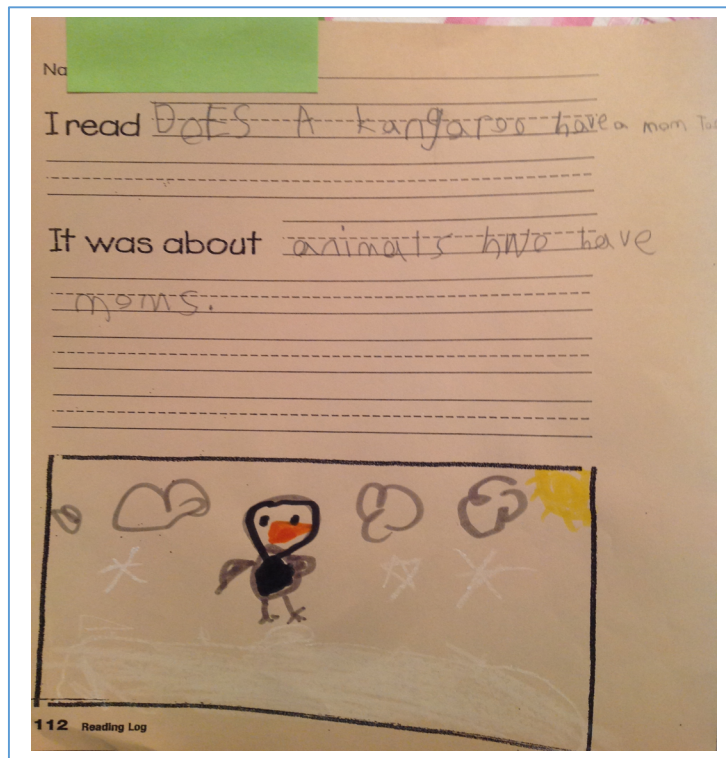 Na
I read DoES A kangaroo have a mom Too
It was about animals hwo have
moms.
112 Reading Log